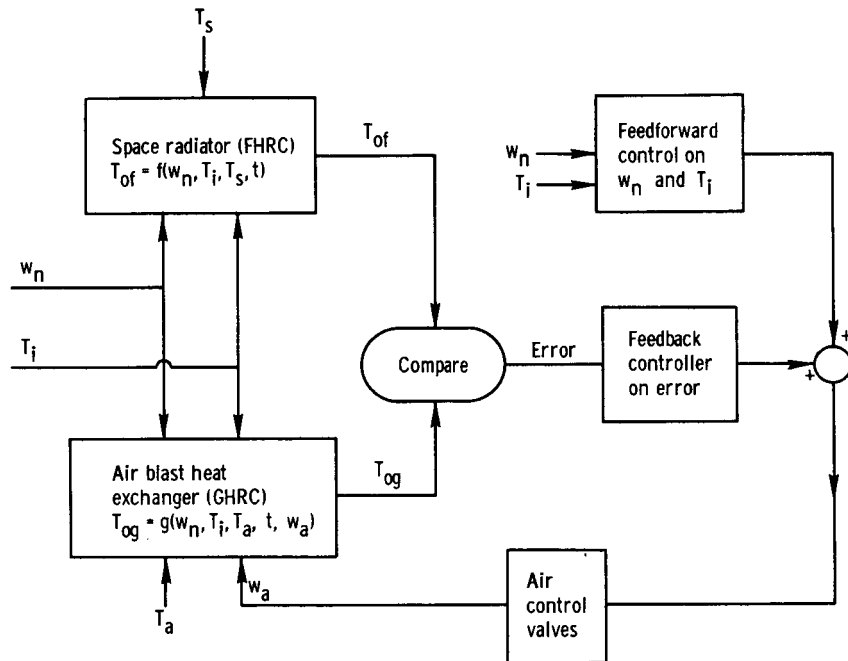 T_s
Space radiator (FHRC)
T_of = f(w_n, T_i, T_s, t)
T_of
w_n
T_i
Feedforward
control on
w_n and T_i
w_n
T_i
Compare
Error
Feedback
controller
on error
+
+
Air blast heat
exchanger (GHRC)
T_og = g(w_n, T_i, T_a, t, w_a)
T_og
T_a
w_a
Air
control
valves